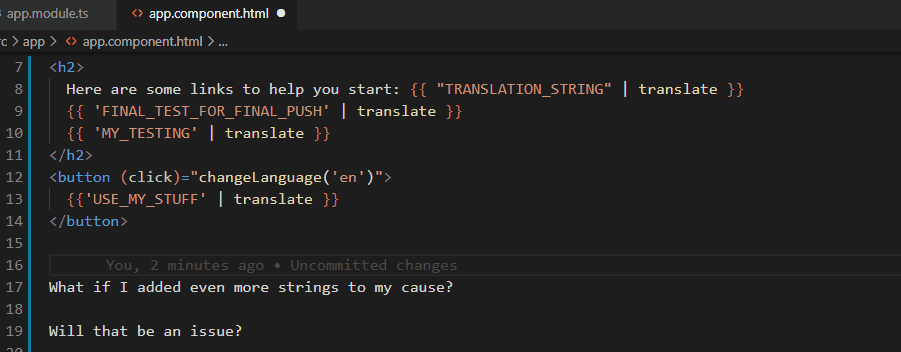 app.module.ts <> app.component.html
rc > app > <> app.component.html > ...
7 <h2>
8 Here are some links to help you start: {{ "TRANSLATION_STRING" | translate }}
9 {{ 'FINAL_TEST_FOR_FINAL_PUSH' | translate }}
10 {{ 'MY_TESTING' | translate }}
11 </h2>
12 <button (click)="changeLanguage('en')">
13 {{'USE_MY_STUFF' | translate }}
14 </button>
15
16 You, 2 minutes ago • Uncommitted changes
17 What if I added even more strings to my cause?
18
19 Will that be an issue?